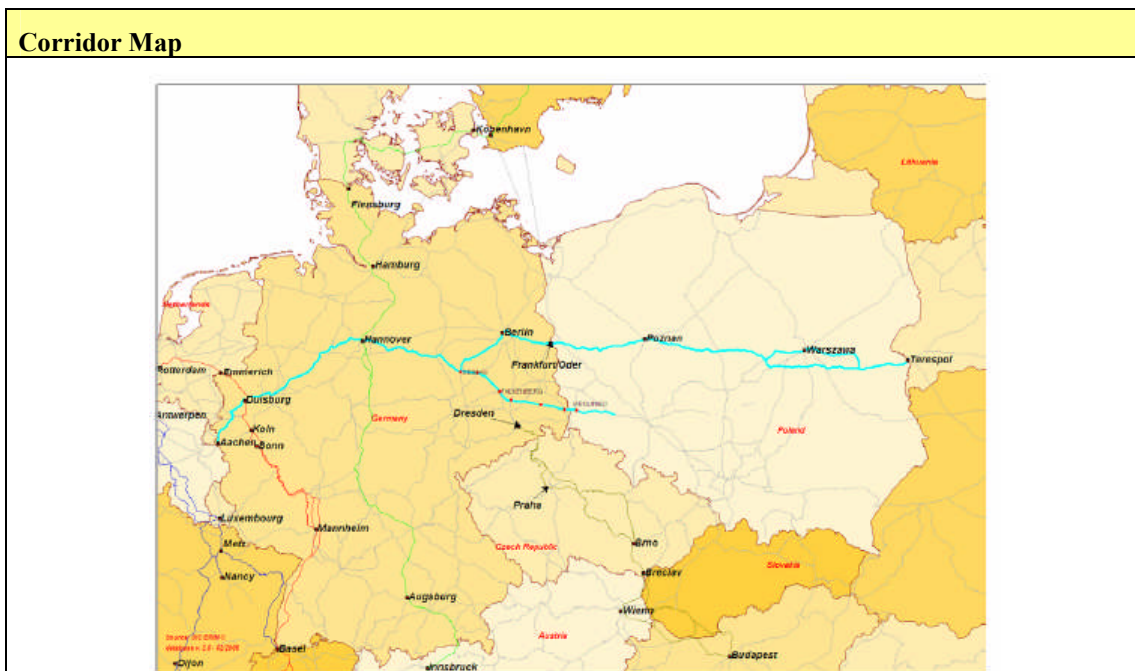 Corridor Map
Kobenhavn
Lithuania
Flensburg
Hamburg
Netherlands
Hannover
Berlin
Poznan
Warszawa
Terespol
Frankfurt/Oder
Rotterdam
Emmerich
Duisburg
FALKENBERG
Antwerpen
Dresden
Germany
Poland
Koln
Aachen
Bonn
Praha
Luxembourg
Mannheim
Metz
Czech Republic
Brno
Nancy
Breclav
Slovakia
Augsburg
Wien
Austria
Basel
Budapest
Dijon
Innsbruck